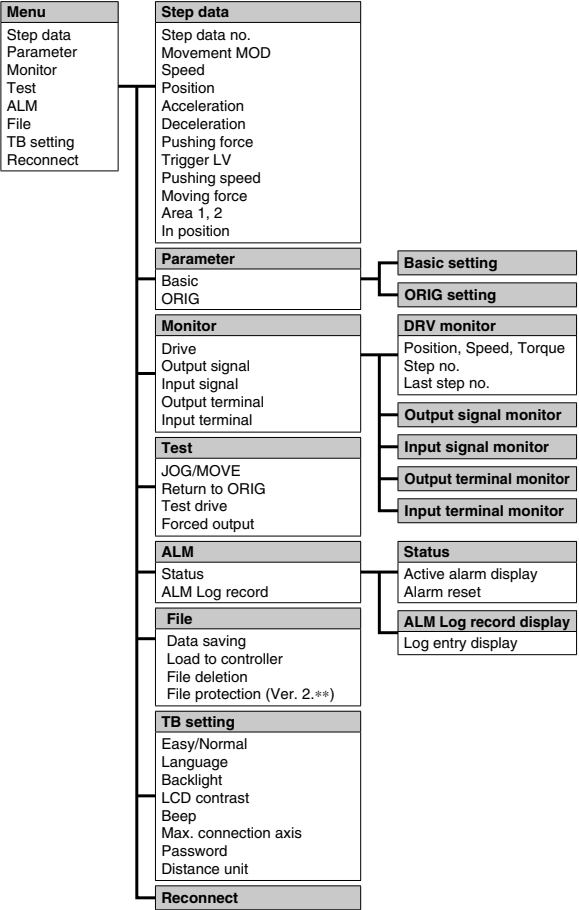 Menu
Step data
Parameter
Monitor
Test
ALM
File
TB setting
Reconnect
Step data
Step data no.
Movement MOD
Speed
Position
Acceleration
Deceleration
Pushing force
Trigger LV
Pushing speed
Moving force
Area 1, 2
In position
Parameter
Basic
ORIG
Basic setting
ORIG setting
Monitor
Drive
Output signal
Input signal
Output terminal
Input terminal
DRV monitor
Position, Speed, Torque
Step no.
Last step no.
Output signal monitor
Input signal monitor
Output terminal monitor
Input terminal monitor
Test
JOG/MOVE
Return to ORIG
Test drive
Forced output
ALM
Status
ALM Log record
Status
Active alarm display
Alarm reset
ALM Log record display
Log entry display
File
Data saving
Load to controller
File deletion
File protection (Ver. 2.∗∗)
TB setting
Easy/Normal
Language
Backlight
LCD contrast
Beep
Max. connection axis
Password
Distance unit
Reconnect